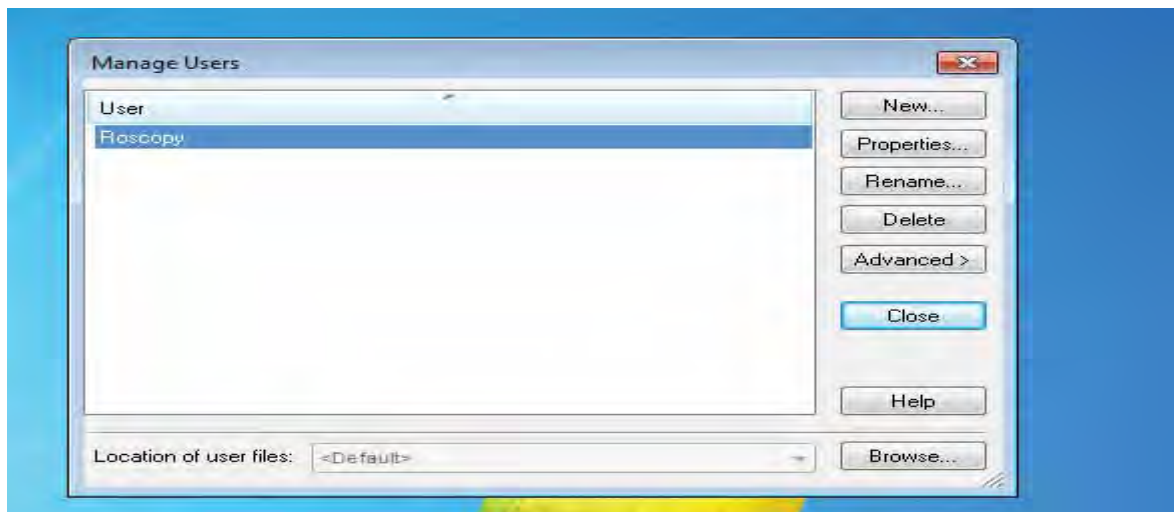 Manage Users
User
Roscopy
New...
Properties...
Rename...
Delete
Advanced >
Close
Help
Location of user files: <Default>
Browse...